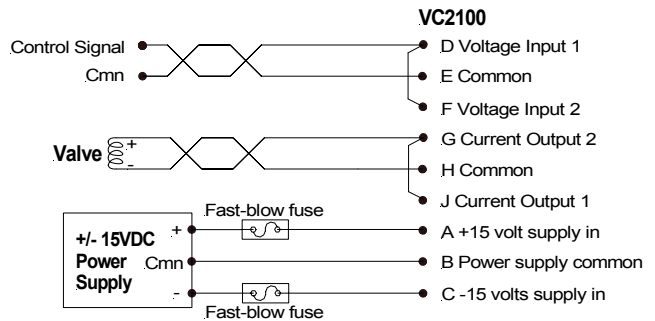 VC2100
Control Signal
D Voltage Input 1
Cmn
E Common
F Voltage Input 2
G Current Output 2
Valve
+
-
H Common
J Current Output 1
Fast-blow fuse
+/- 15VDC
Power
Supply
+
A +15 volt supply in
Cmn
B Power supply common
-
C -15 volts supply in
Fast-blow fuse